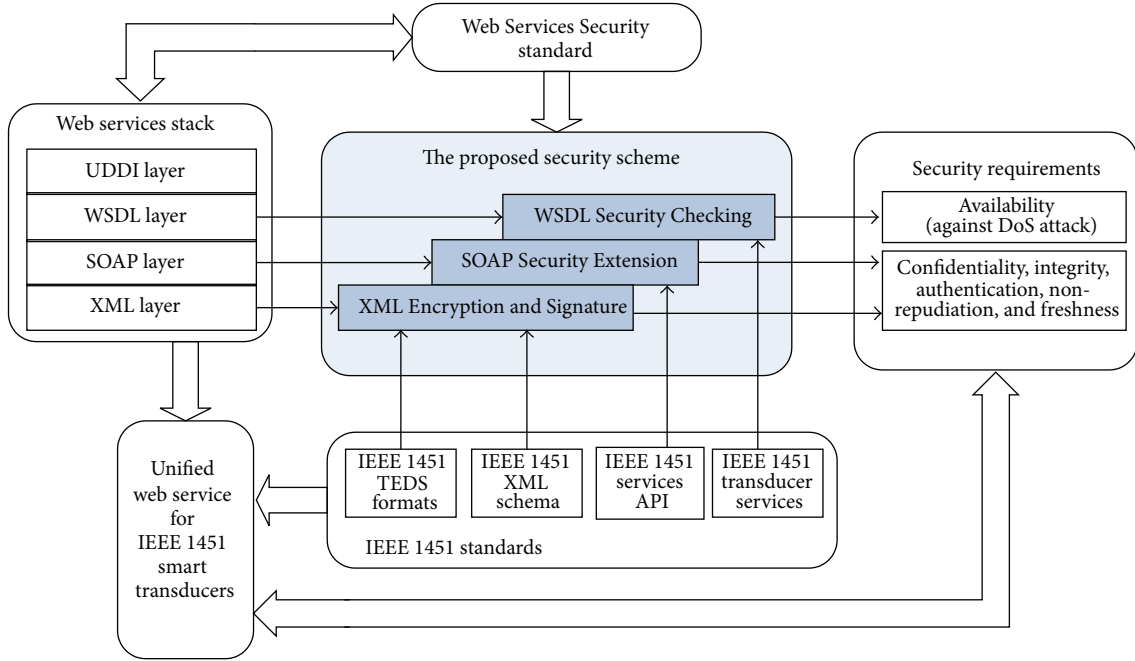 Web Services Security
standard
Web services stack
UDDI layer
WSDL layer
SOAP layer
XML layer
The proposed security scheme
WSDL Security Checking
SOAP Security Extension
XML Encryption and Signature
Security requirements
Availability
(against DoS attack)
Confidentiality, integrity,
authentication, non-
repudiation, and freshness
Unified
web service
for
IEEE 1451
smart
transducers
IEEE 1451
TEDS
formats
IEEE 1451
XML
schema
IEEE 1451
services
API
IEEE 1451
transducer
services
IEEE 1451 standards